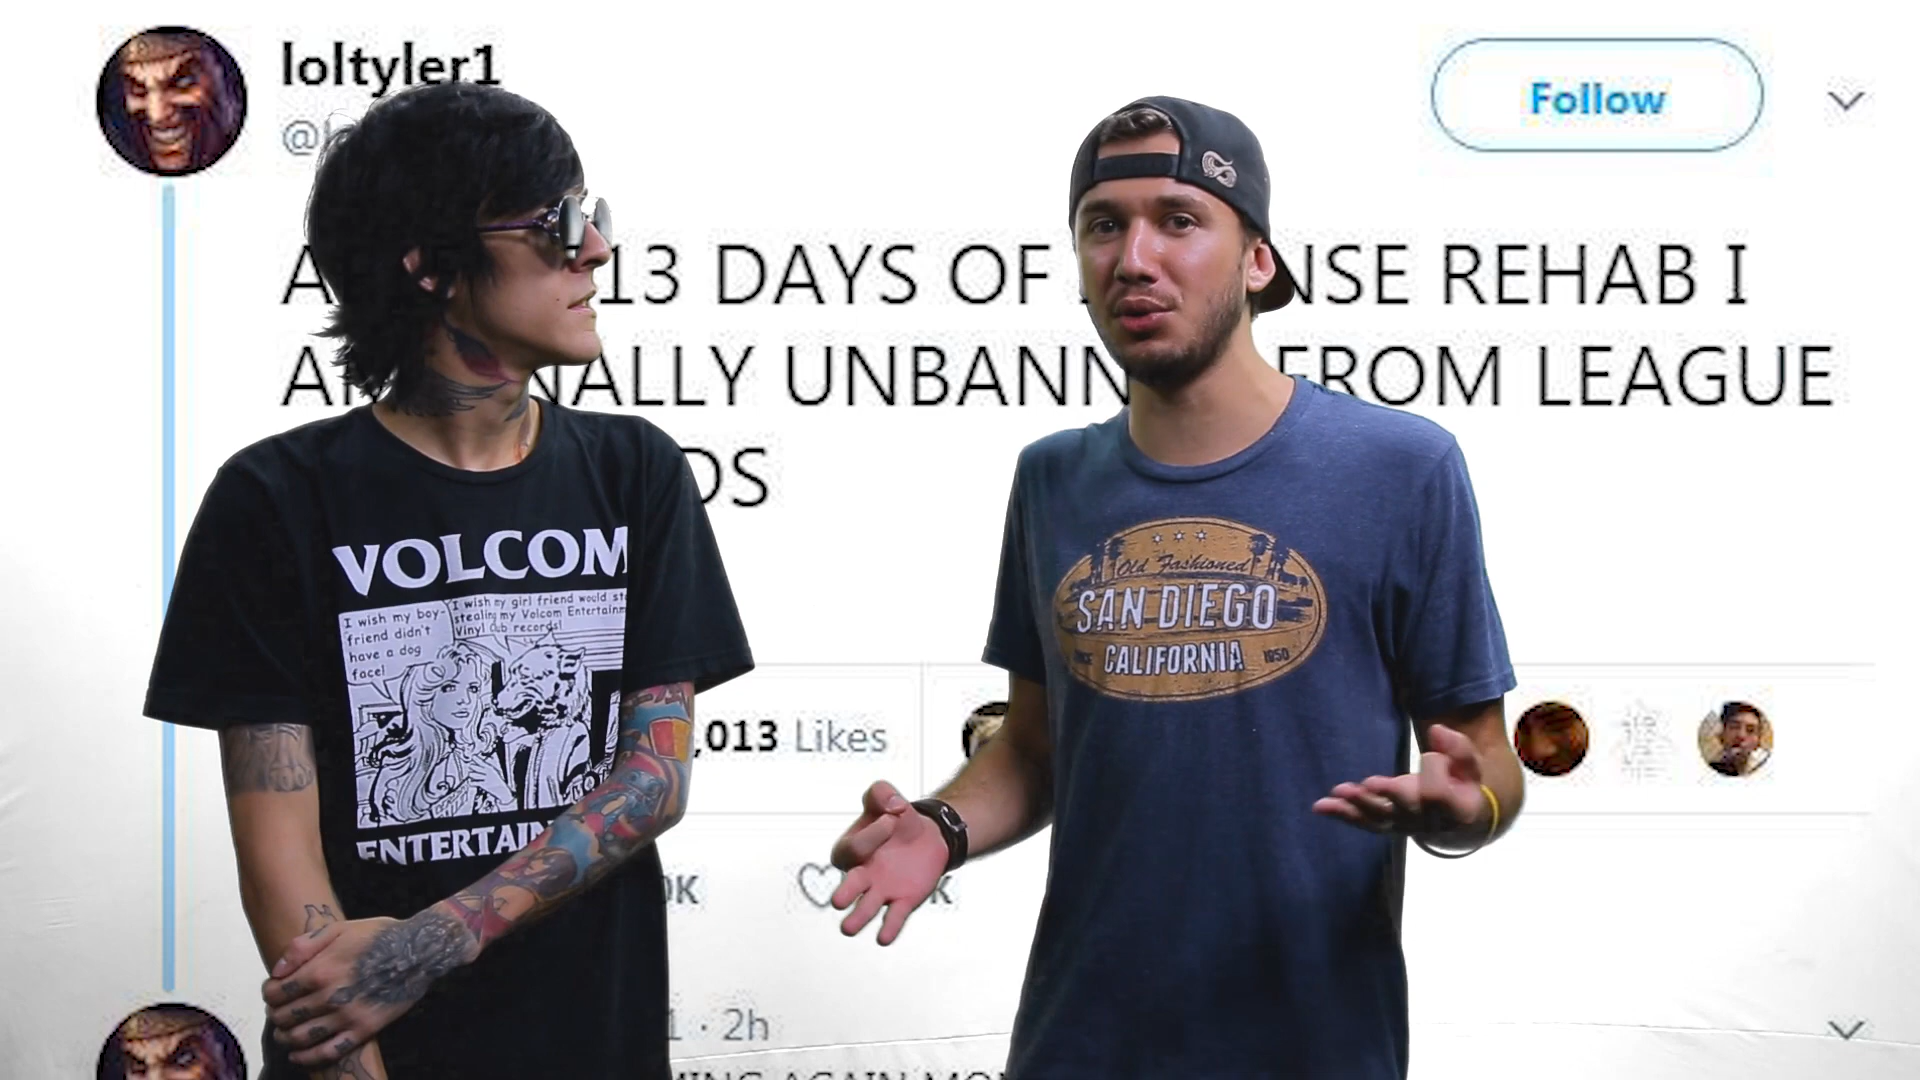 loltyler1
Follow
13 DAYS OF NSE REHAB I
NALLY UNBANN FROM LEAGUE
DS
VOLCOM
I wish my boy-
friend didn't
have a dog
face!
I wish my girl friend would
stealing my Volcom
Vinyl Club records!
Old Fashioned
SAN DIEGO
CALIFORNIA 1950
,013 Likes
ENTERTAIN
K
K
1 · 2h
AGAIN